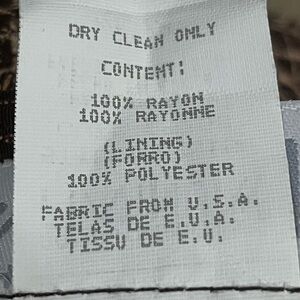 DRY CLEAN ONLY
CONTENT:
100% RAYON
100% RAYONNE
(LINING)
(FORRO)
100% POLYESTER
FABRIC FROM U.S.A.
TELAS DE E.U.A.
TISSU DE E.U.